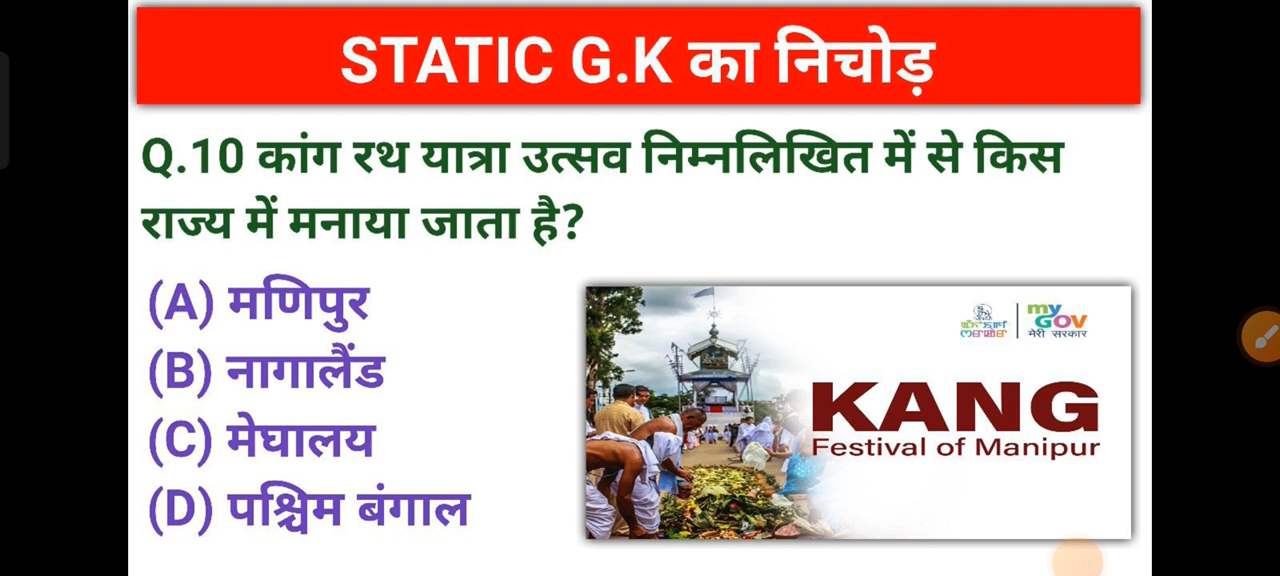 STATIC G.K का निचोड़
Q.10 कांग रथ यात्रा उत्सव निम्नलिखित में से किस
राज्य में मनाया जाता है?
(A) मणिपुर
(B) नागालैंड
(C) मेघालय
(D) पश्चिम बंगाल
my
GOV
मेरी सरकार
KANG
Festival of Manipur